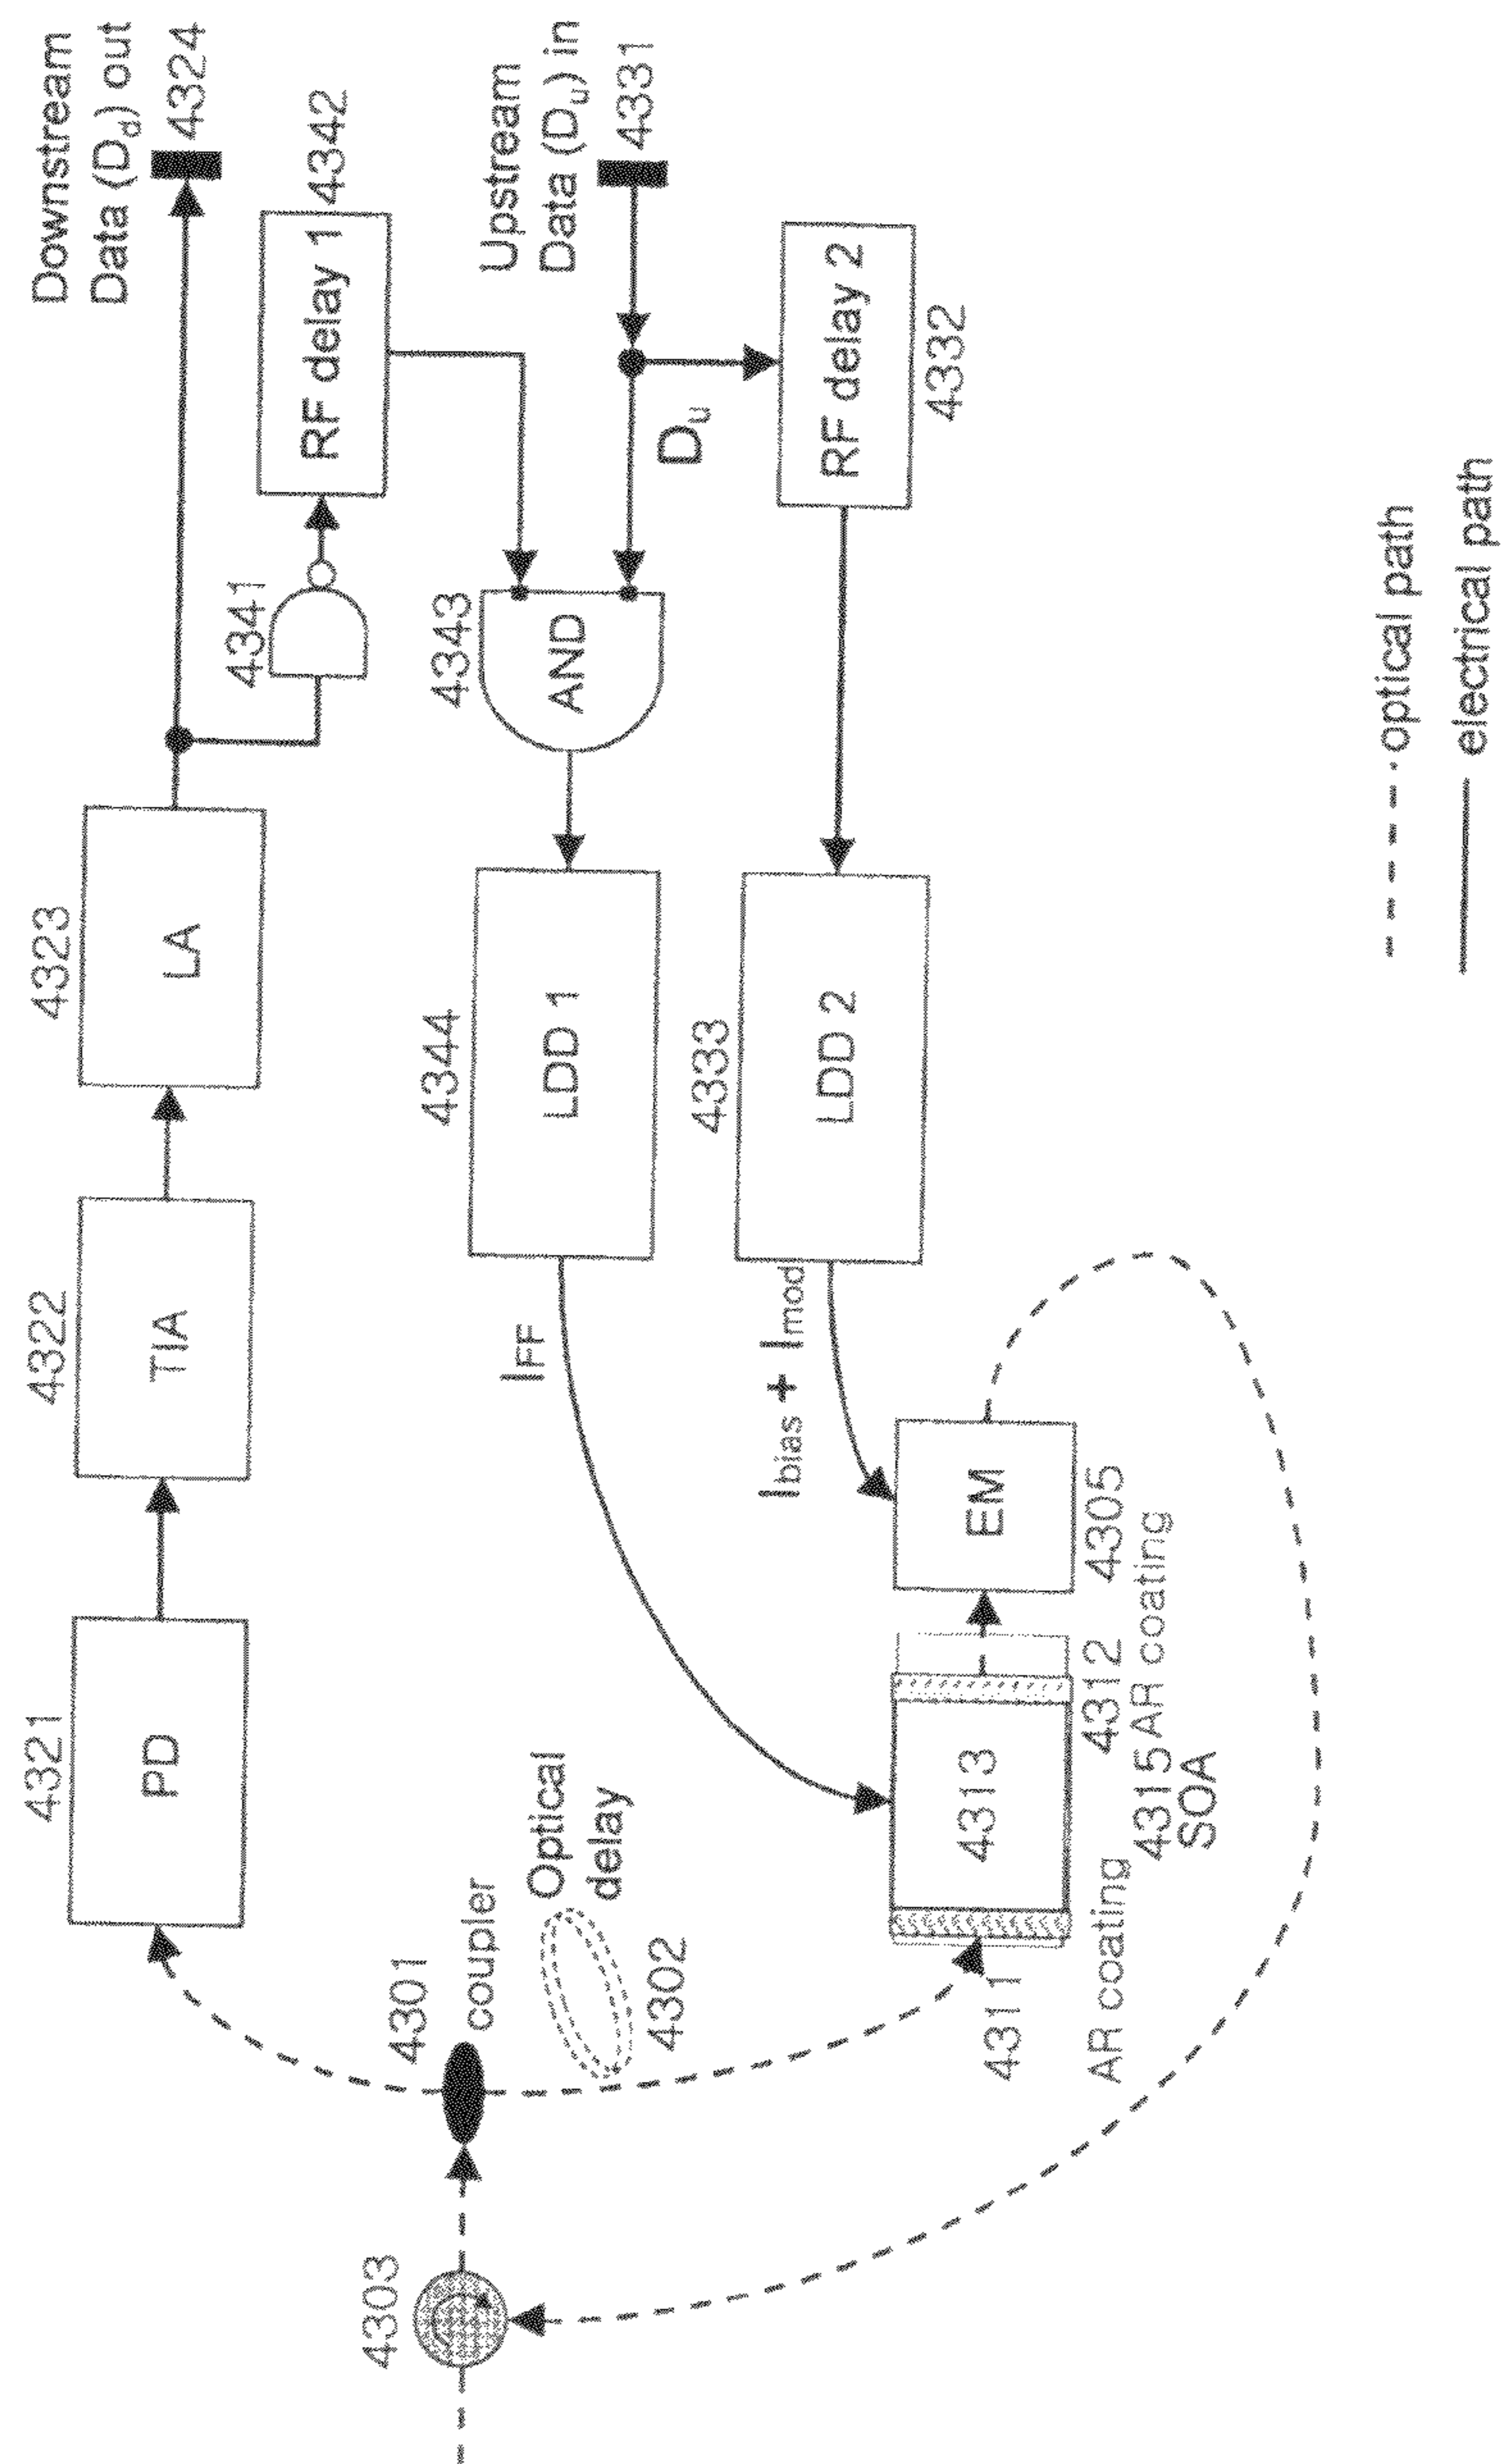 Downstream
Data (Dd) out
4324
4321
PD
4322
TIA
4323
LA
4341
RF delay 1
4342
4301
coupler
4303
Optical
delay
4302
IFF
4344
LDD 1
4343
AND
Upstream
Data (Du) in
4331
Du
Ibias + Imod
4333
LDD 2
RF delay 2
4332
4311
AR coating
4313
4312
4315
SOA
AR coating
EM
4305
optical path
electrical path